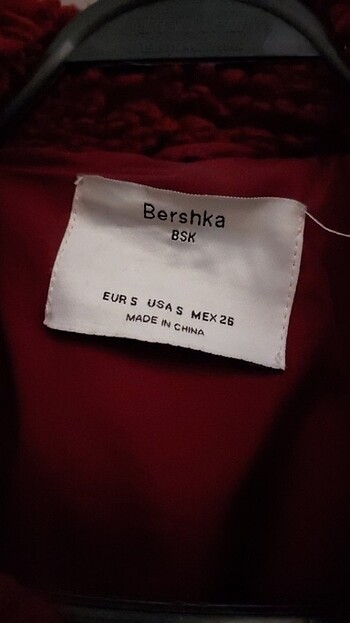 Bershka
BSK
EUR S USA S MEX 26
MADE IN CHINA